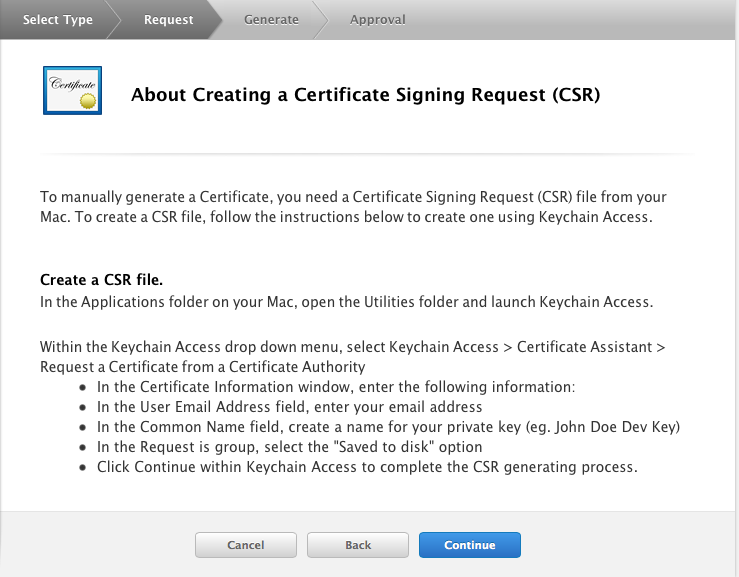 Select Type
Request
Generate
Approval
Certificate
About Creating a Certificate Signing Request (CSR)
To manually generate a Certificate, you need a Certificate Signing Request (CSR) file from your
Mac. To create a CSR file, follow the instructions below to create one using Keychain Access.
Create a CSR file.
In the Applications folder on your Mac, open the Utilities folder and launch Keychain Access.
Within the Keychain Access drop down menu, select Keychain Access > Certificate Assistant >
Request a Certificate from a Certificate Authority
• In the Certificate Information window, enter the following information:
• In the User Email Address field, enter your email address
• In the Common Name field, create a name for your private key (eg. John Doe Dev Key)
• In the Request is group, select the "Saved to disk" option
• Click Continue within Keychain Access to complete the CSR generating process.
Cancel
Back
Continue